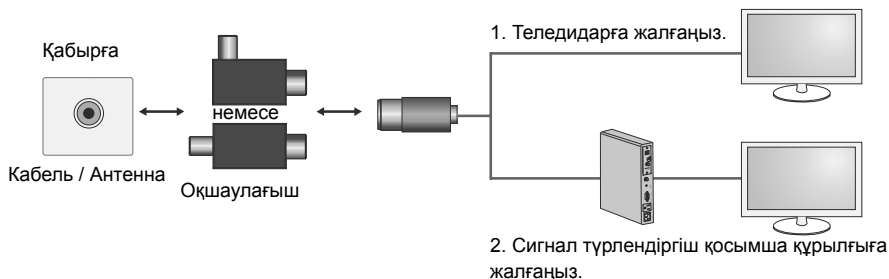 1. Теледидарға жалғаңыз.
Қабырға
немесе
Кабель / Антенна
Оқшаулағыш
2. Сигнал түрлендіргіш қосымша құрылғыға
жалғаңыз.